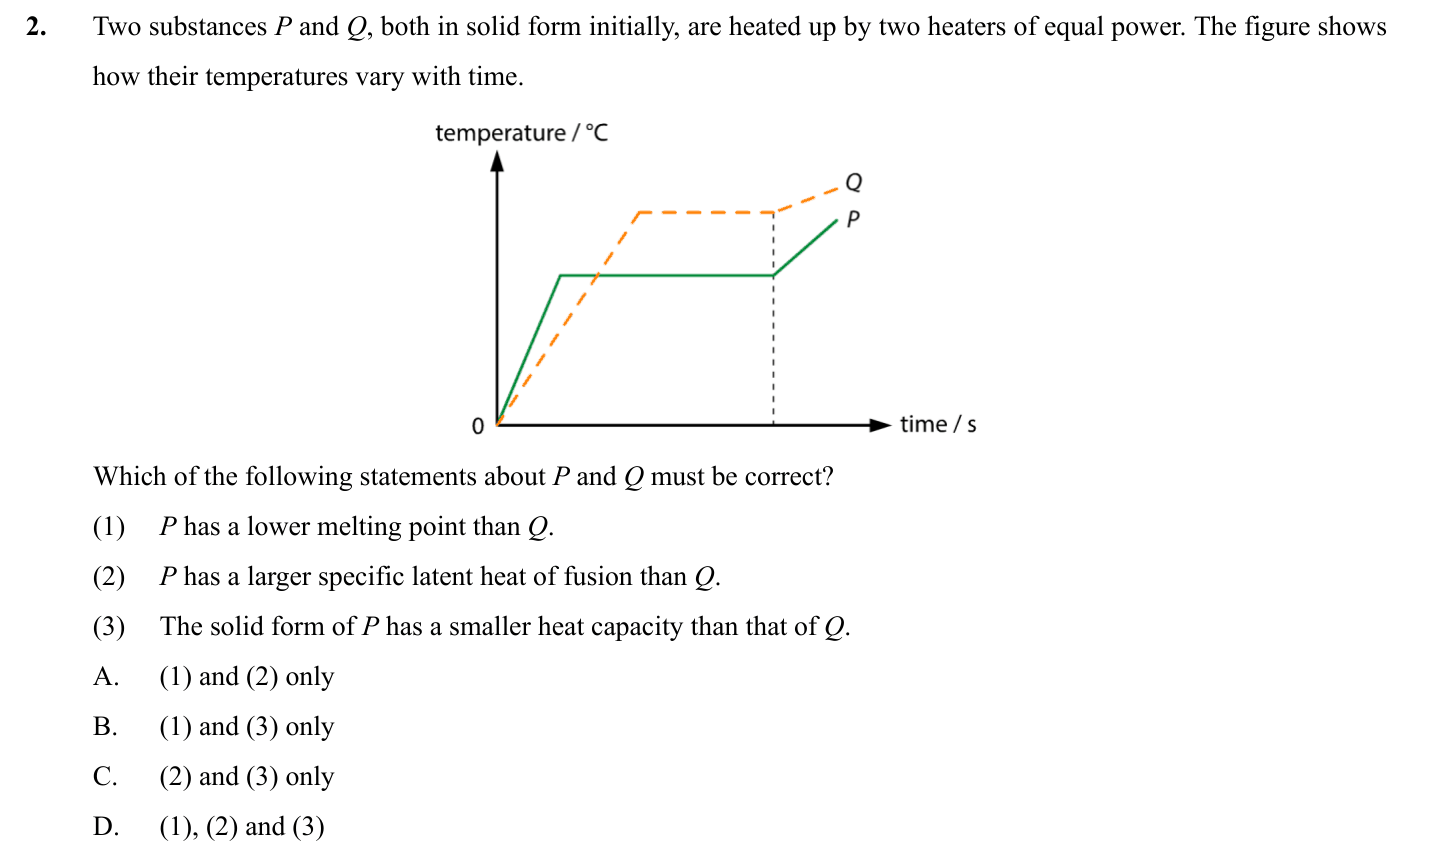 2. Two substances P and Q, both in solid form initially, are heated up by two heaters of equal power. The figure shows
how their temperatures vary with time.
temperature / °C
Q
P
0
time / s
Which of the following statements about P and Q must be correct?
(1) P has a lower melting point than Q.
(2) P has a larger specific latent heat of fusion than Q.
(3) The solid form of P has a smaller heat capacity than that of Q.
A. (1) and (2) only
B. (1) and (3) only
C. (2) and (3) only
D. (1), (2) and (3)